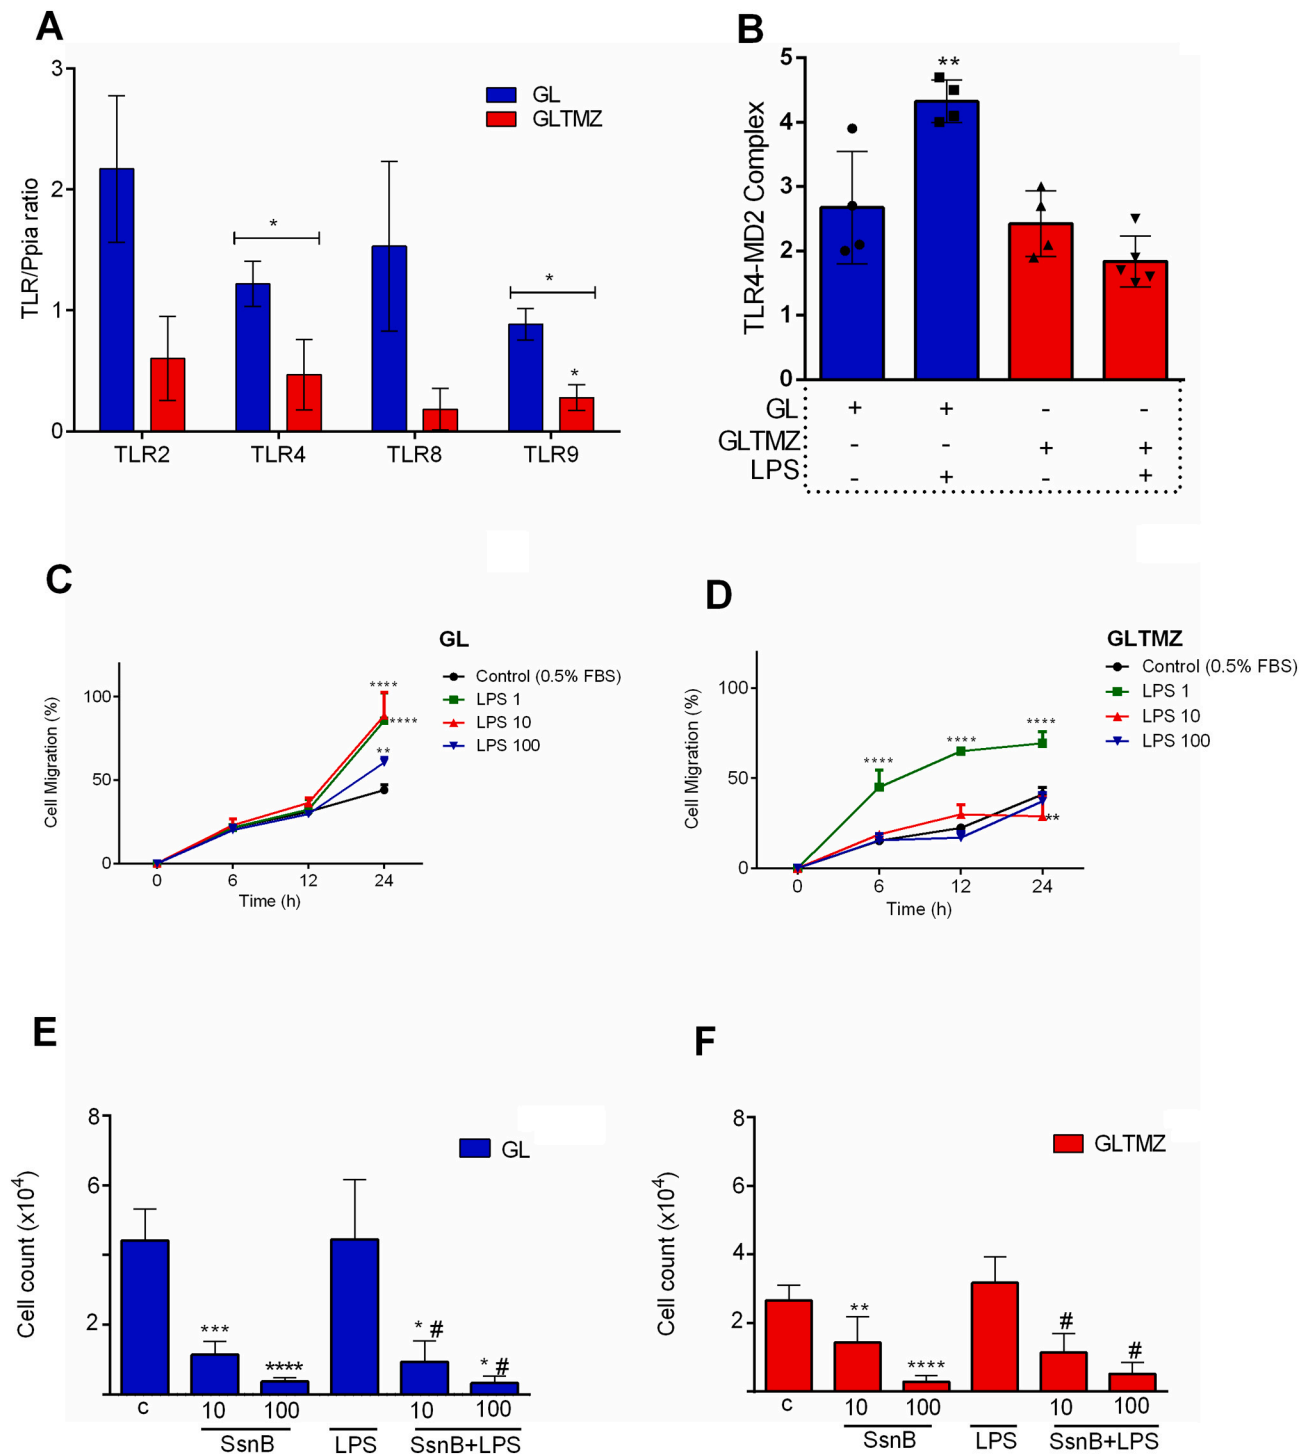 A
3
2
1
0
TLR/Ppia ratio
GL
GLTMZ
*
*
*
TLR2 TLR4 TLR8 TLR9
B
5
4
3
2
1
0
TLR4-MD2 Complex
**
GL + + - -
GLTMZ - - + +
LPS - + - +
C
GL
Control (0.5% FBS)
LPS 1
LPS 10
LPS 100
100
50
0
Cell Migration (%)
****
****
**
0 6 12 24
Time (h)
D
GLTMZ
Control (0.5% FBS)
LPS 1
LPS 10
LPS 100
100
50
0
Cell Migration (%)
****
****
****
**
0 6 12 24
Time (h)
E
8
6
2
Cell count (x10⁴)
GL
***
****
* #
* #
c 10 100 10 100
SsnB LPS SsnB+LPS
F
8
6
4
2
Cell count (x10⁴)
GLTMZ
**
****
#
#
c 10 100 10 100
SsnB LPS SsnB+LPS